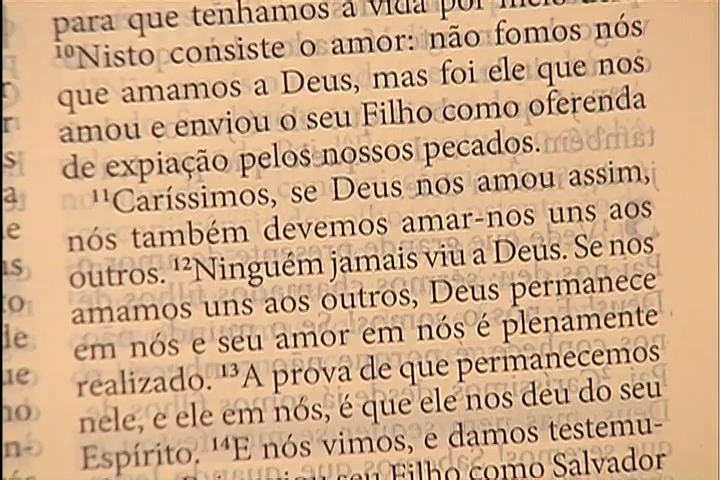 para que tenhamos a vida por meio
¹⁰Nisto consiste o amor: não fomos nós
que amamos a Deus, mas foi ele que nos
amou e enviou o seu Filho como oferenda
de expiação pelos nossos pecados.
¹¹Caríssimos, se Deus nos amou assim,
nós também devemos amar-nos uns aos
outros. ¹²Ninguém jamais viu a Deus. Se nos
amamos uns aos outros, Deus permanece
em nós e seu amor em nós é plenamente
realizado. ¹³A prova de que permanecemos
nele, e ele em nós, é que ele nos deu do seu
Espírito. ¹⁴E nós vimos, e damos testemu-
seu Filho como Salvador